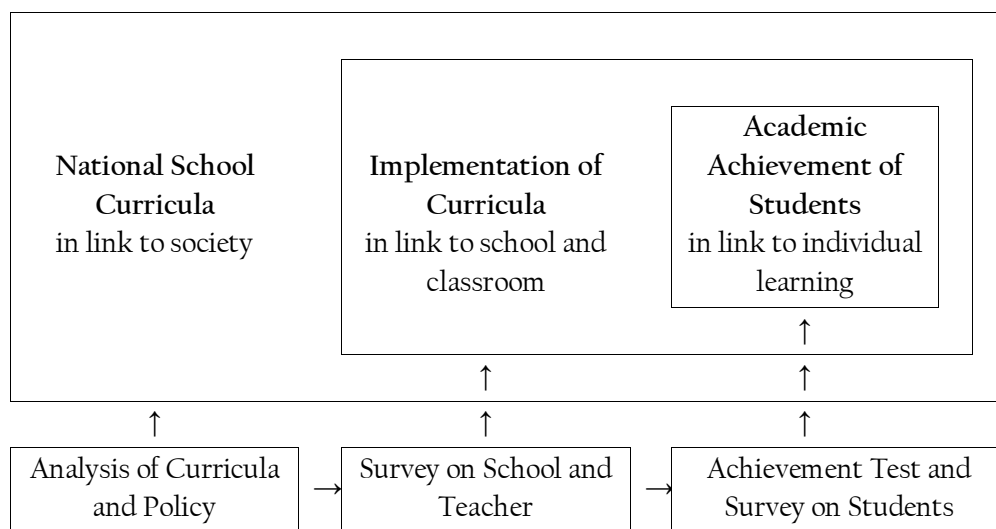 National School
Curricula
in link to society
Implementation of
Curricula
in link to school and
classroom
Academic
Achievement of
Students
in link to individual
learning
↑
↑ ↑
↑ ↑ ↑
Analysis of Curricula
and Policy
→
Survey on School and
Teacher
→
Achievement Test and
Survey on Students